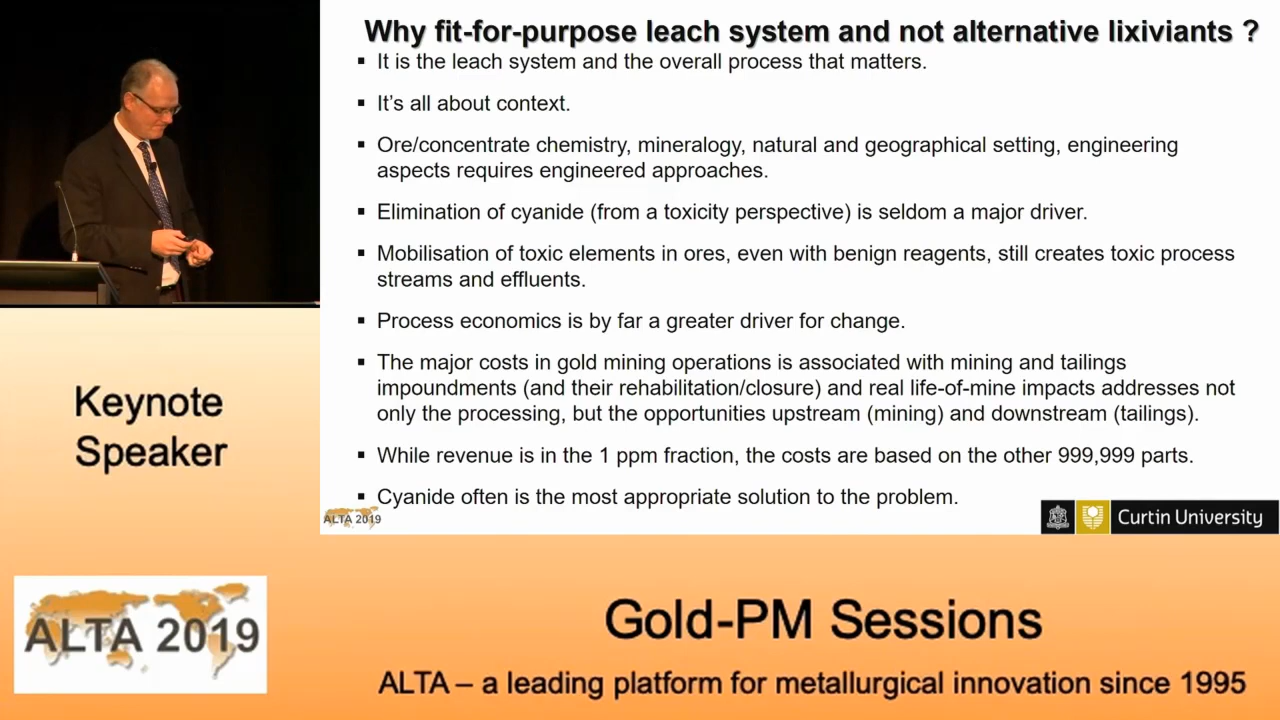 Why fit-for-purpose leach system and not alternative lixiviants ?
▪ It is the leach system and the overall process that matters.
▪ It's all about context.
▪ Ore/concentrate chemistry, mineralogy, natural and geographical setting, engineering
aspects requires engineered approaches.
▪ Elimination of cyanide (from a toxicity perspective) is seldom a major driver.
▪ Mobilisation of toxic elements in ores, even with benign reagents, still creates toxic process
streams and effluents.
▪ Process economics is by far a greater driver for change.
▪ The major costs in gold mining operations is associated with mining and tailings
impoundments (and their rehabilitation/closure) and real life-of-mine impacts addresses not
only the processing, but the opportunities upstream (mining) and downstream (tailings).
▪ While revenue is in the 1 ppm fraction, the costs are based on the other 999,999 parts.
▪ Cyanide often is the most appropriate solution to the problem.
ALTA 2019
Curtin University
Keynote
Speaker
ALTA 2019
Gold-PM Sessions
ALTA – a leading platform for metallurgical innovation since 1995